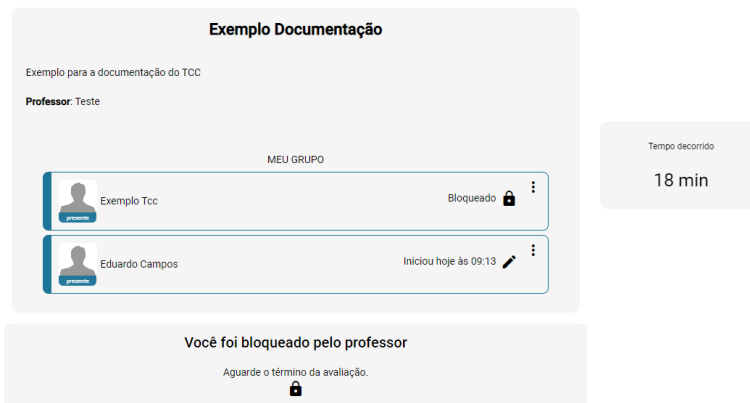 Exemplo Documentação
Exemplo para a documentação do TCC
Professor: Teste
Tempo decorrido
18 min
MEU GRUPO
Exemplo Tcc
Bloqueado
presente
Eduardo Campos
Iniciou hoje às 09:13
presente
Você foi bloqueado pelo professor
Aguarde o término da avaliação.